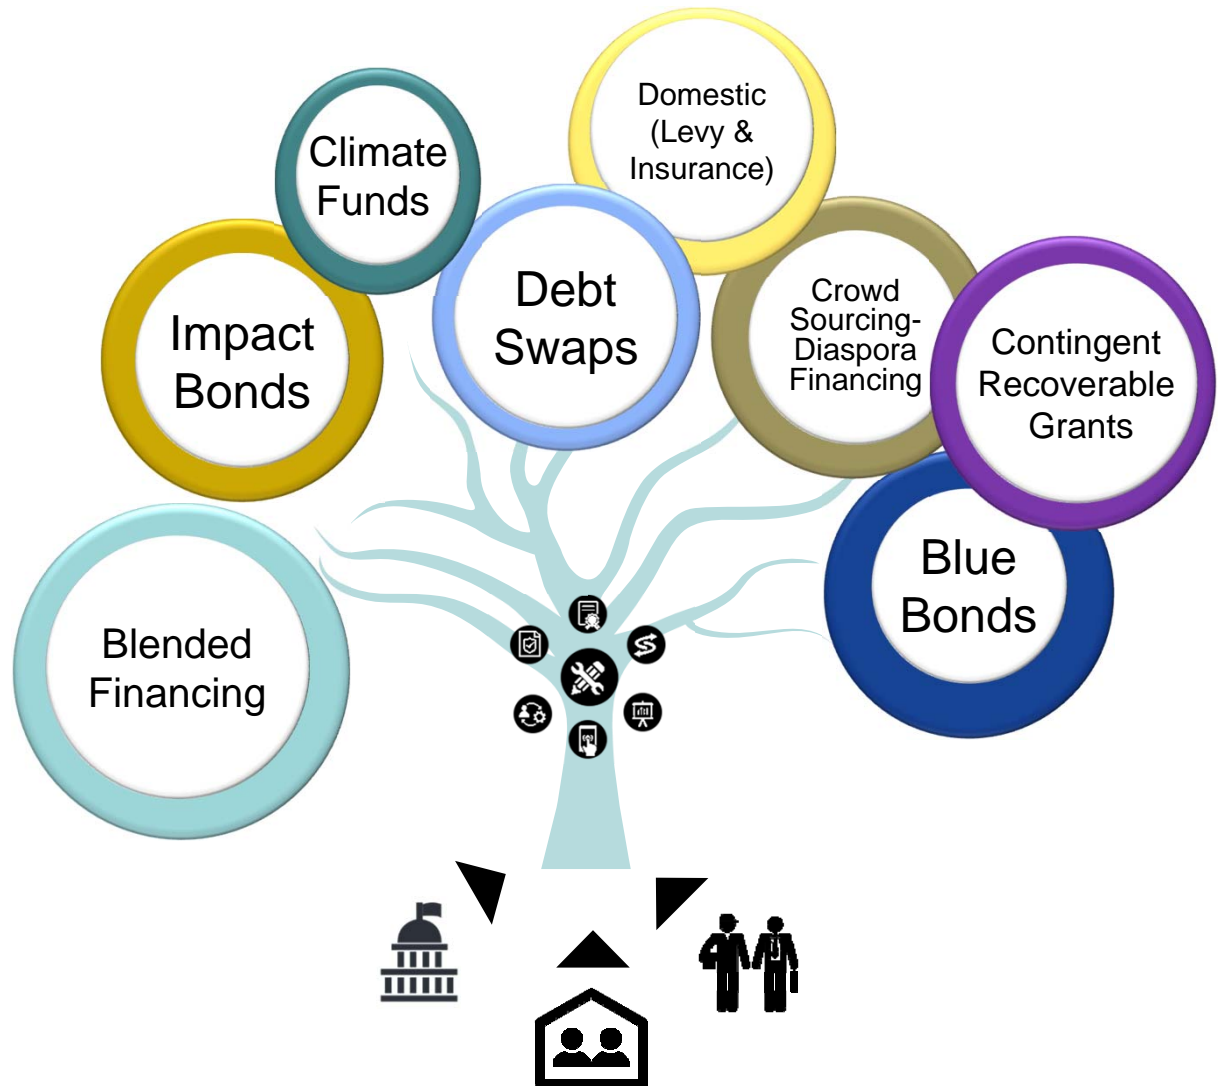 Domestic
(Levy &
Insurance)
Climate
Funds
Debt
Swaps
Crowd
Sourcing-
Diaspora
Financing
Impact
Bonds
Contingent
Recoverable
Grants
Blue
Bonds
Blended
Financing